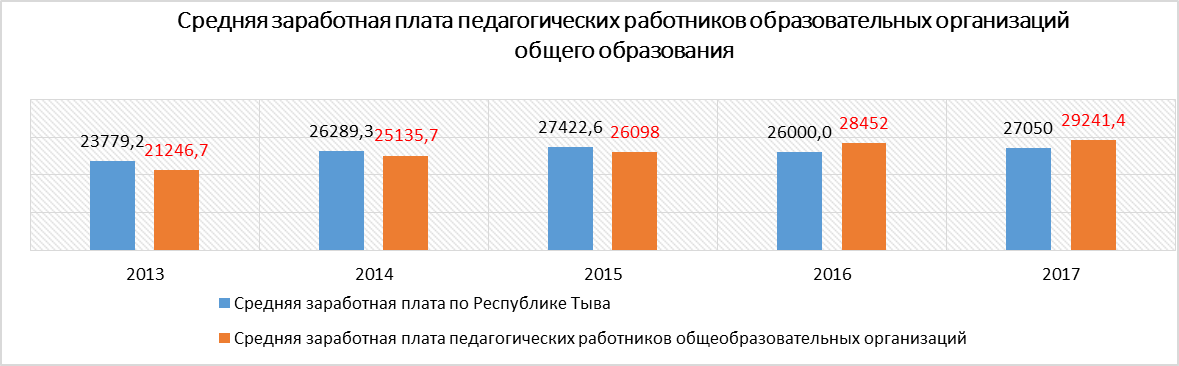 Средняя заработная плата педагогических работников образовательных организаций
общего образования
23779,2 21246,7 26289,3 25135,7 27422,6 26098 26000,0 28452 27050 29241,4
2013 2014 2015 2016 2017
Средняя заработная плата по Республике Тыва
Средняя заработная плата педагогических работников общеобразовательных организаций